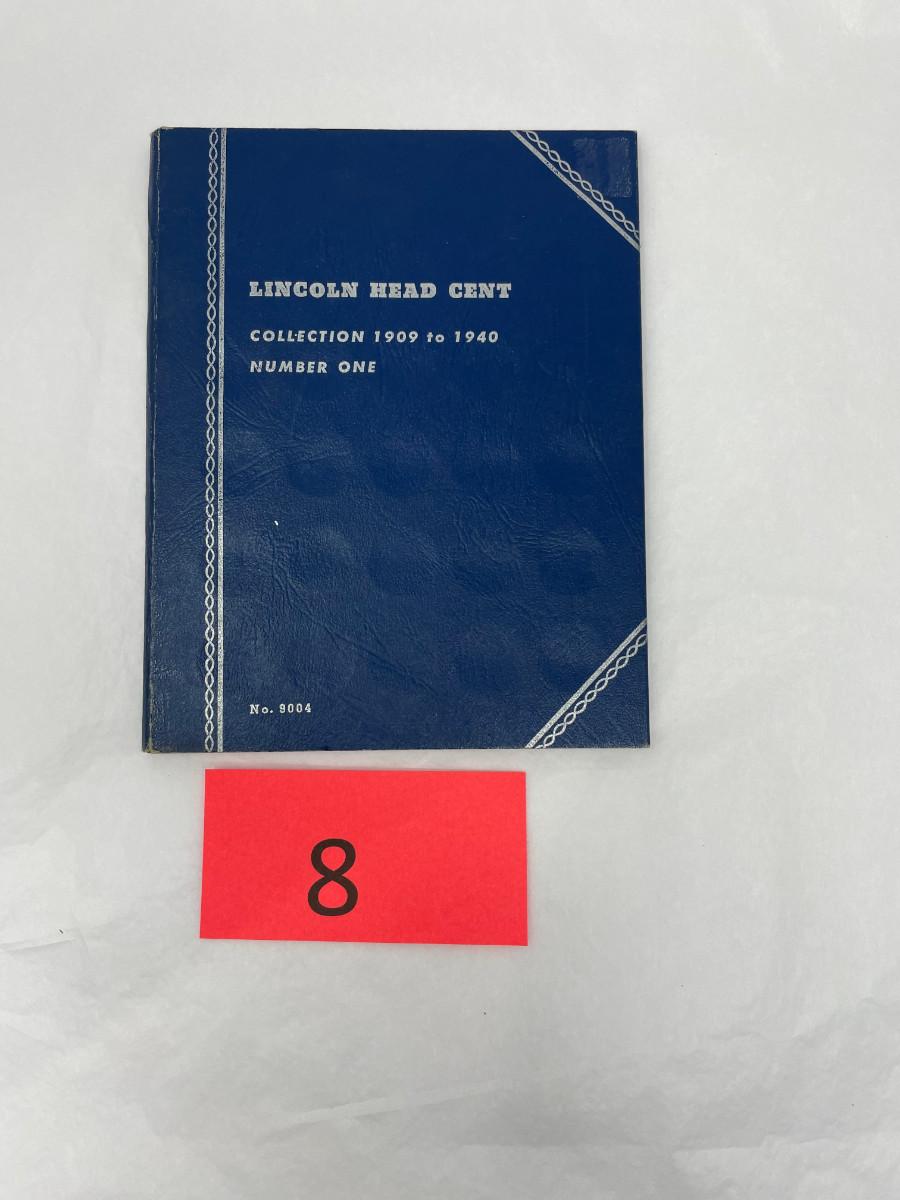 LINCOLN HEAD CENT
COLLECTION 1909 to 1940
NUMBER ONE
No. 9004
8